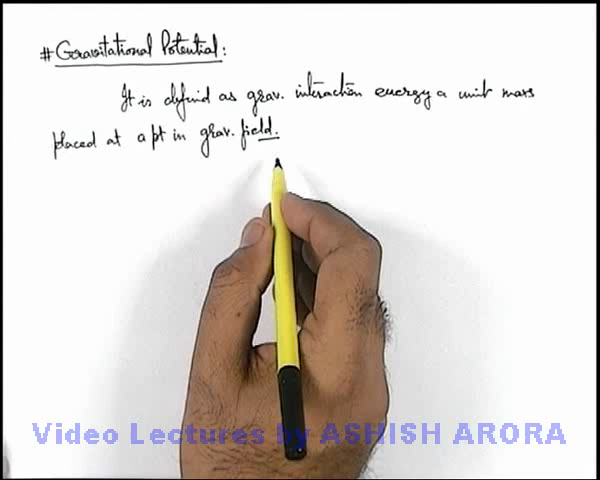 # Gravitational Potential:
It is defind as grav. interaction energy a unit mass
placed at a pt in grav. field.
Video Lectures by ASHISH ARORA